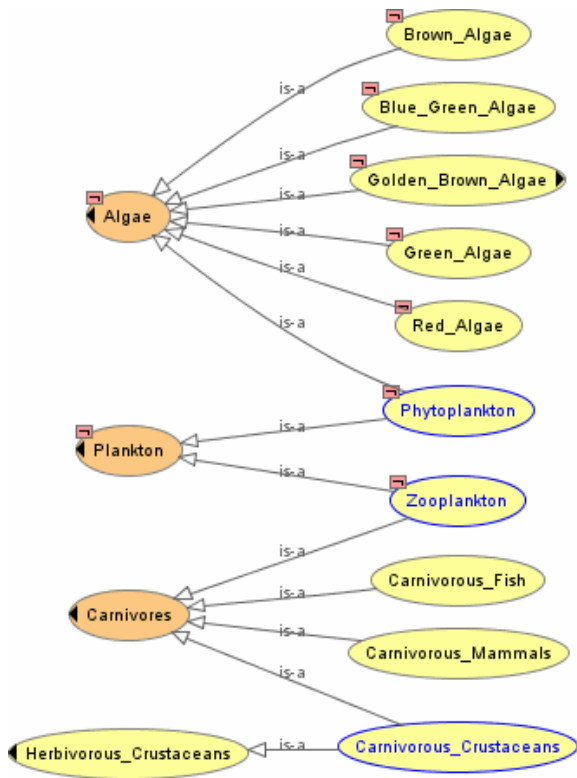 Brown_Algae
is-a
Blue_Green_Algae
is-a
Golden_Brown_Algae
is-a
Algae
is-a
Green_Algae
is-a
Red_Algae
is-a
Phytoplankton
is-a
Plankton
is-a
Zooplankton
is-a
Carnivorous_Fish
is-a
Carnivores
is-a
Carnivorous_Mammals
is-a
Carnivorous_Crustaceans
is-a
Herbivorous_Crustaceans